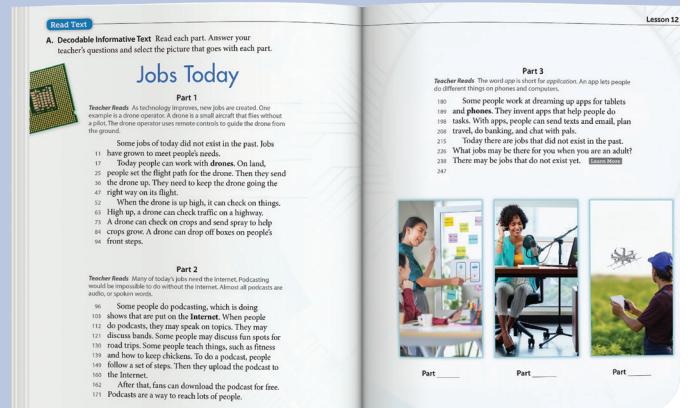 Read Text
A. Decodable Informative Text Read each part. Answer your
teacher's questions and select the picture that goes with each part.
Jobs Today
Part 1
Teacher Reads As technology improves, new jobs are created. One
example is a drone operator. A drone is a small aircraft that flies without
a pilot. The drone operator uses remote controls to guide the drone from
the ground.
Some jobs of today did not exist in the past. Jobs
11 have grown to meet people's needs.
17 Today people can work with drones. On land,
25 people set the flight path for the drone. Then they send
36 the drone up. They need to keep the drone going the
47 right way on its flight.
52 When the drone is up high, it can check on things.
63 High up, a drone can check traffic on a highway.
73 A drone can check on crops and send spray to help
84 crops grow. A drone can drop off boxes on people's
94 front steps.
Part 2
Teacher Reads Many of today's jobs need the Internet. Podcasting
would be impossible to do without the Internet. Almost all podcasts are
audio, or spoken words.
96 Some people do podcasting, which is doing
103 shows that are put on the Internet. When people
112 do podcasts, they may speak on topics. They may
121 discuss bands. Some may discuss fun spots for
130 road trips. Some people teach things, such as fitness
139 and how to keep chickens. To do a podcast, people
149 follow a set of steps. Then they upload the podcast to
160 the Internet.
162 After that, fans can download the podcast for free.
171 Podcasts are a way to reach lots of people.
Lesson 12
Part 3
Teacher Reads The word app is short for application. An app lets people
do different things on phones and computers.
180 Some people work at dreaming up apps for tablets
189 and phones. They invent apps that help people do
198 tasks. With apps, people can send texts and email, plan
208 travel, do banking, and chat with pals.
215 Today there are jobs that did not exist in the past.
226 What jobs may be there for you when you are an adult?
238 There may be jobs that do not exist yet. Learn More
247
Part
Part
Part